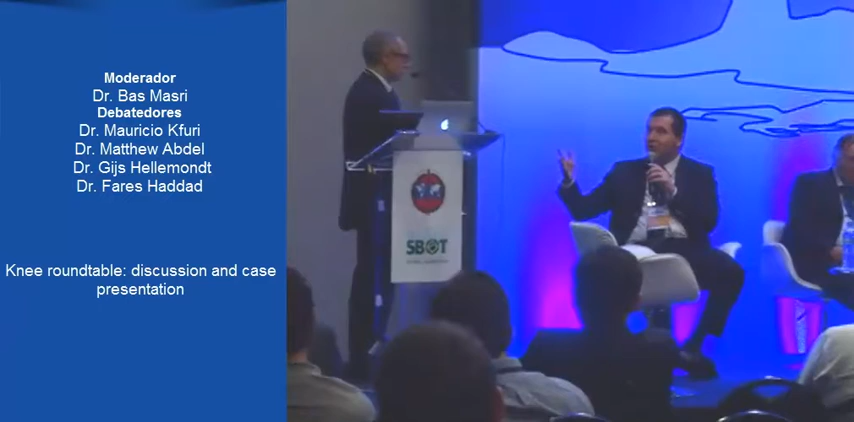 Moderador
Dr. Bas Masri
Debatedores
Dr. Mauricio Kfuri
Dr. Matthew Abdel
Dr. Gijs Hellemondt
Dr. Fares Haddad
Knee roundtable: discussion and case
presentation
SBOT